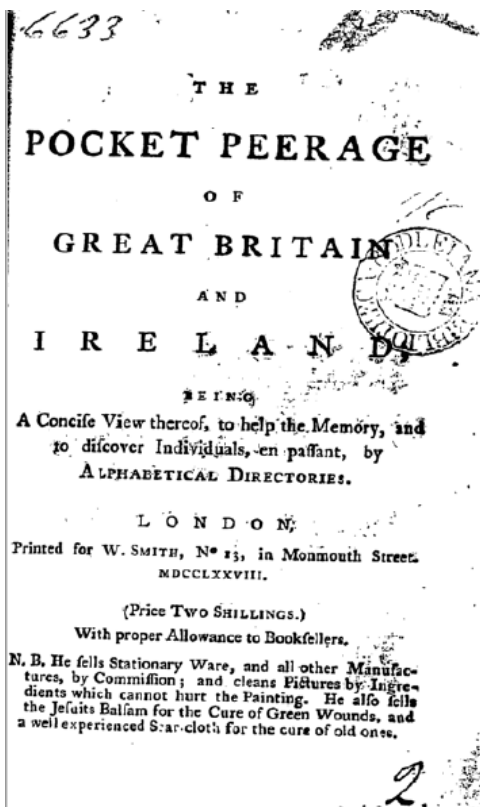 6633
THE
POCKET PEERAGE
OF
GREAT BRITAIN
AND
IRELAND,
BEING
A Conciſe View thereof, to help the Memory, and
to diſcover Individuals, en paſſant, by
ALPHABETICAL DIRECTORIES.
LONDON,
Printed for W. SMITH, Nº 13, in Monmouth Street.
MDCCLXXVIII.
(Price TWO SHILLINGS.)
With proper Allowance to Bookſellers.
N. B. He ſells Stationary Ware, and all other Manufac-
tures, by Commiſſion; and cleans Pictures by Ingre-
dients which cannot hurt the Painting. He alſo ſells
the Jeſuits Balſam for the Cure of Green Wounds, and
a well experienced Sear-cloth for the cure of old ones.
2